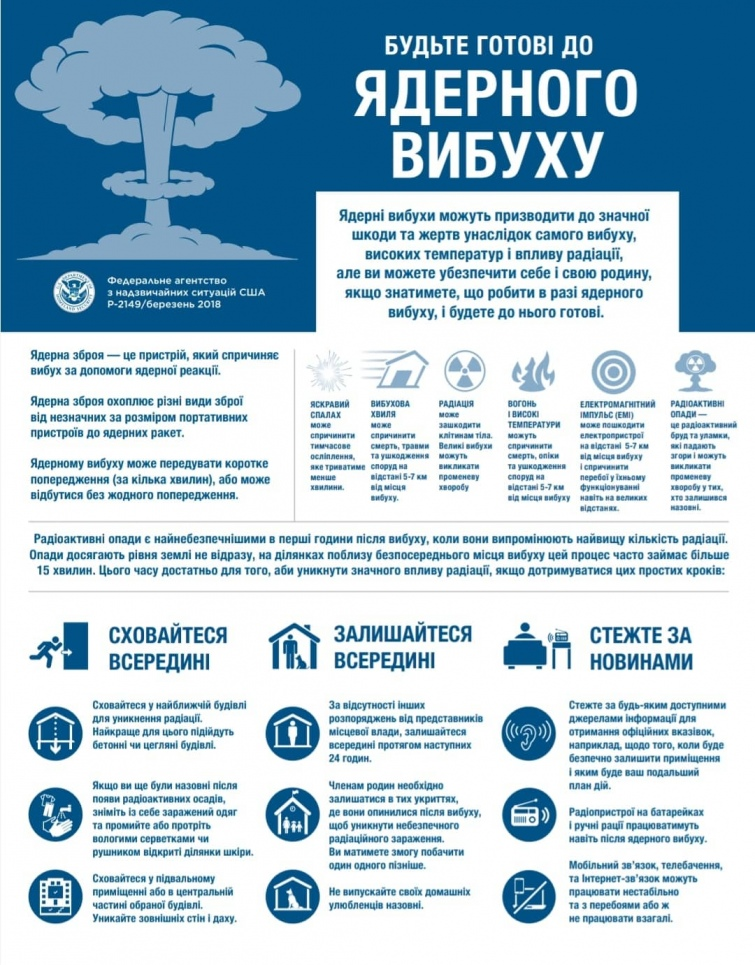 БУДЬТЕ ГОТОВІ ДО
ЯДЕРНОГО
ВИБУХУ
Ядерні вибухи можуть призводити до значної
шкоди та жертв унаслідок самого вибуху,
високих температур і впливу радіації,
але ви можете убезпечити себе і свою родину,
якщо знатимете, що робити в разі ядерного
вибуху, і будете до нього готові.
Федеральне агентство
з надзвичайних ситуацій США
P-2149/березень 2018
Ядерна зброя — це пристрій, який спричиняє
вибух за допомоги ядерної реакції.
Ядерна зброя охоплює різні види зброї
від незначних за розміром портативних
пристроїв до ядерних ракет.
Ядерному вибуху може передувати коротке
попередження (за кілька хвилин), або може
відбутися без жодного попередження.
ЯСКРАВИЙ
СПАЛАХ
може
спричинити
тимчасове
осліплення,
яке триватиме
менше
хвилини.
ВИБУХОВА
ХВИЛЯ
може
спричинити
смерть, травми
та ушкодження
споруд на
відстані 5-7 км
від місця
вибуху.
РАДІАЦІЯ
може
зашкодити
клітинам тіла.
Великі вибухи
можуть
викликати
променеву
хворобу
ВОГОНЬ
І ВИСОКІ
ТЕМПЕРАТУРИ
можуть
спричинити
смерть, опіки
та ушкодження
споруд на
відстані 5-7 км
від місця вибуху
ЕЛЕКТРОМАГНІТНИЙ
ІМПУЛЬС (EMI)
може пошкодити
електропристрої
на відстані 5-7 км
від місця вибуху
і спричинити
перебої у їхньому
функціонуванні
навіть на великих
відстанях.
РАДІОАКТИВНІ
ОПАДИ —
це радіоактивний
бруд та уламки,
які падають
згори і можуть
викликати
променеву
хворобу у тих,
хто залишився
назовні.
Радіоактивні опади є найнебезпечнішими в перші години після вибуху, коли вони випромінюють найвищу кількість радіації.
Опади досягають рівня землі не відразу, на ділянках поблизу безпосереднього місця вибуху цей процес часто займає більше
15 хвилин. Цього часу достатньо для того, аби уникнути значного впливу радіації, якщо дотримуватися цих простих кроків:
СХОВАЙТЕСЯ
ВСЕРЕДИНІ
Сховайтеся у найближчій будівлі
для уникнення радіації.
Найкраще для цього підійдуть
бетонні чи цегляні будівлі.
Якщо ви ще були назовні після
появи радіоактивних осадів,
зніміть із себе заражений одяг
та промийте або протріть
вологими серветками чи
рушником відкриті ділянки шкіри.
Сховайтеся у підвальному
приміщенні або в центральній
частині обраної будівлі.
Уникайте зовнішніх стін і даху.
ЗАЛИШАЙТЕСЯ
ВСЕРЕДИНІ
За відсутності інших
розпоряджень від представників
місцевої влади, залишайтеся
всередині протягом наступних
24 годин.
Членам родин необхідно
залишатися в тих укриттях,
де вони опинилися після вибуху,
щоб уникнути небезпечного
радіаційного зараження.
Ви матимете змогу побачити
один одного пізніше.
Не випускайте своїх домашніх
улюбленців назовні.
СТЕЖТЕ ЗА
НОВИНАМИ
Стежте за будь-яким доступними
джерелами інформації для
отримання офіційних вказівок,
наприклад, щодо того, коли буде
безпечно залишити приміщення
і яким буде ваш подальший
план дій.
Радіопристрої на батарейках
і ручні рації працюватимуть
навіть після ядерного вибуху.
Мобільний зв'язок, телебачення,
та Інтернет-зв'язок можуть
працювати нестабільно
та з перебоями або ж
не працювати взагалі.